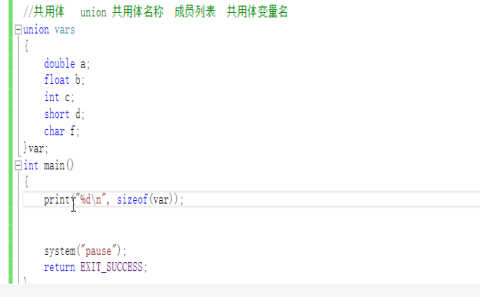 //共用体   union 共用体名称  成员列表  共用体变量名
union vars
{
    double a;
    float b;
    int c;
    short d;
    char f;
}var;
int main()
{
    printf("%d\n", sizeof(var));
    system("pause");
    return EXIT_SUCCESS;
}